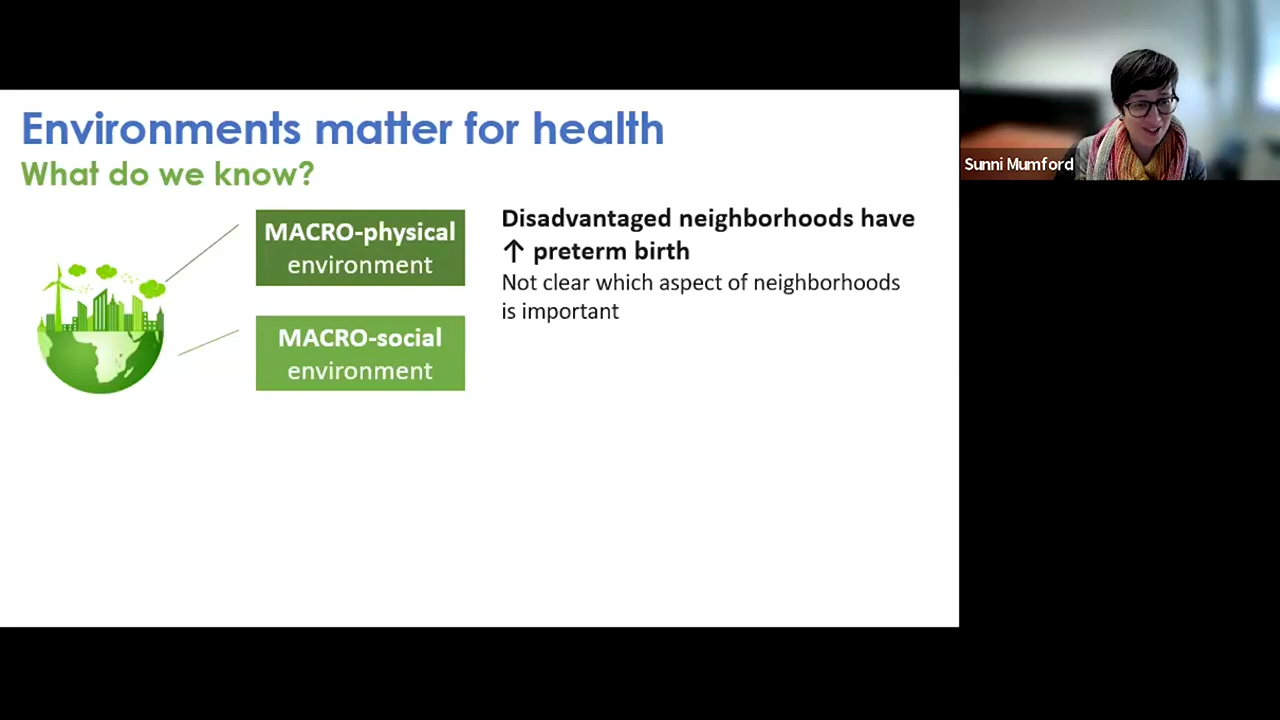 Environments matter for health
What do we know?
MACRO-physical
environment
MACRO-social
environment
Disadvantaged neighborhoods have
↑ preterm birth
Not clear which aspect of neighborhoods
is important
Sunni Mumford